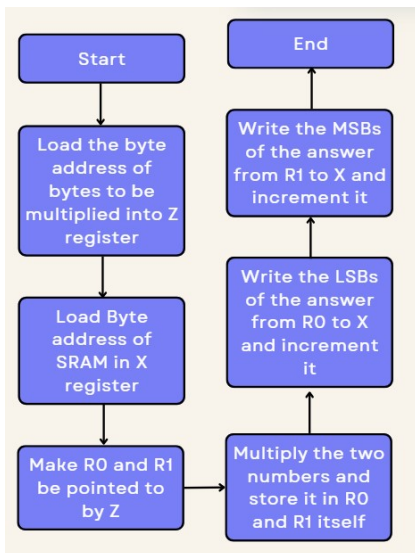 Start
Load the byte
address of
bytes to be
multiplied into Z
register
Load Byte
address of
SRAM in X
register
Make R0 and R1
be pointed to
by Z
Multiply the two
numbers and
store it in R0
and R1 itself
Write the LSBs
of the answer
from R0 to X
and increment
it
Write the MSBs
of the answer
from R1 to X and
increment it
End